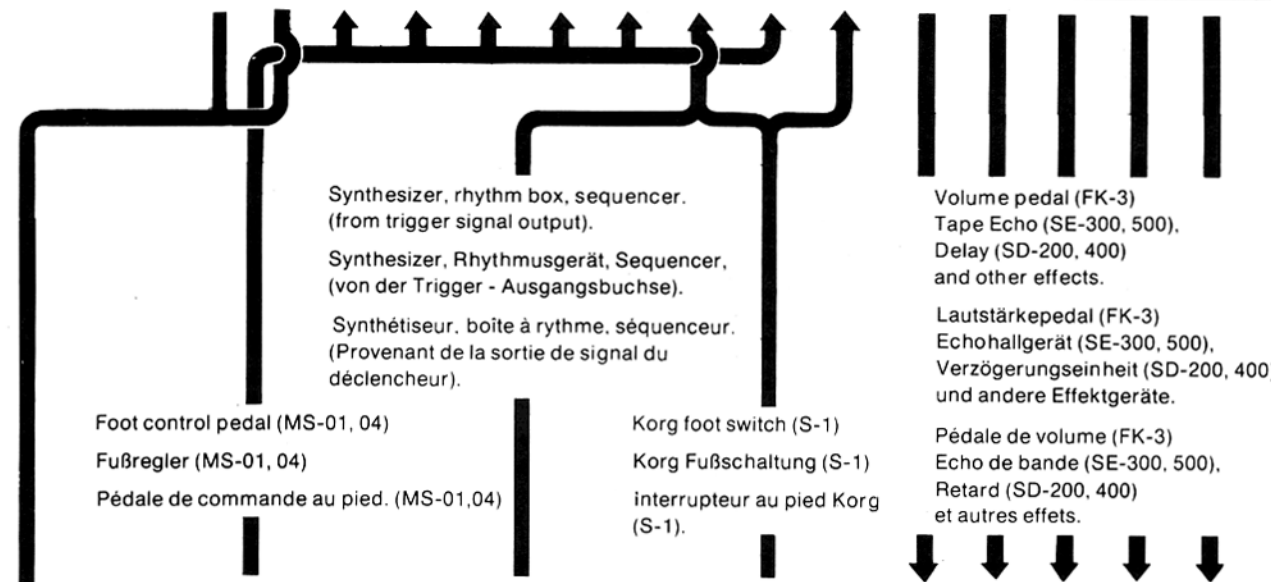 Synthesizer, rhythm box, sequencer.
(from trigger signal output).
Synthesizer, Rhythmusgerät, Sequencer,
(von der Trigger - Ausgangsbuchse).
Synthétiseur, boîte à rythme, séquenceur.
(Provenant de la sortie de signal du
déclencheur).
Foot control pedal (MS-01, 04)
Fußregler (MS-01, 04)
Pédale de commande au pied. (MS-01,04)
Korg foot switch (S-1)
Korg Fußschaltung (S-1)
interrupteur au pied Korg
(S-1).
Volume pedal (FK-3)
Tape Echo (SE-300, 500),
Delay (SD-200, 400)
and other effects.
Lautstärkepedal (FK-3)
Echohallgerät (SE-300, 500),
Verzögerungseinheit (SD-200, 400)
und andere Effektgeräte.
Pédale de volume (FK-3)
Echo de bande (SE-300, 500),
Retard (SD-200, 400)
et autres effets.